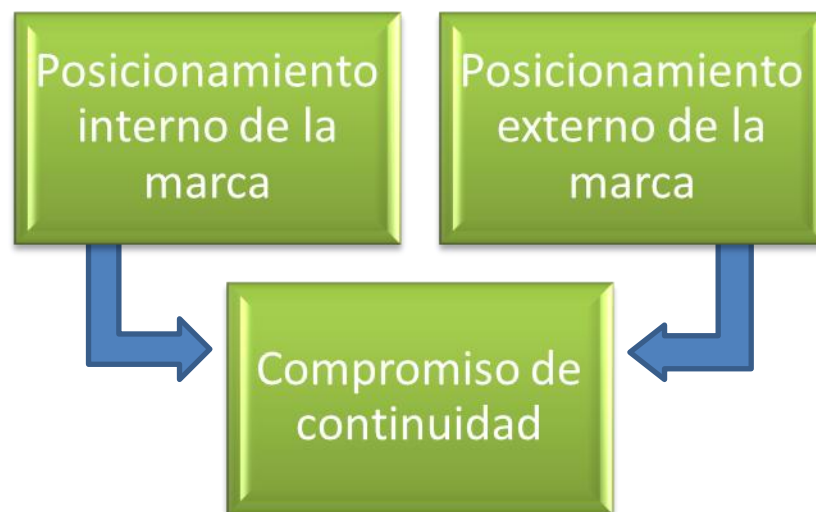 Posicionamiento
interno de la
marca
Posicionamiento
externo de la
marca
Compromiso de
continuidad